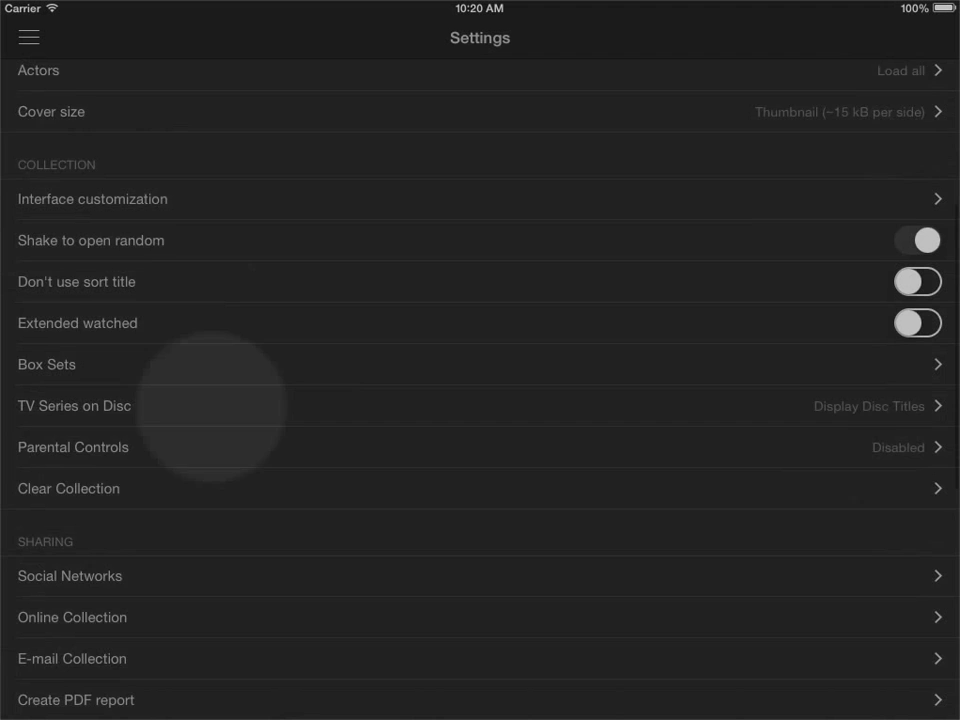 Carrier 10:20 AM 100%
Settings
Actors Load all
Cover size Thumbnail (~15 kB per side)
COLLECTION
Interface customization
Shake to open random
Don't use sort title
Extended watched
Box Sets
TV Series on Disc Display Disc Titles
Parental Controls Disabled
Clear Collection
SHARING
Social Networks
Online Collection
E-mail Collection
Create PDF report